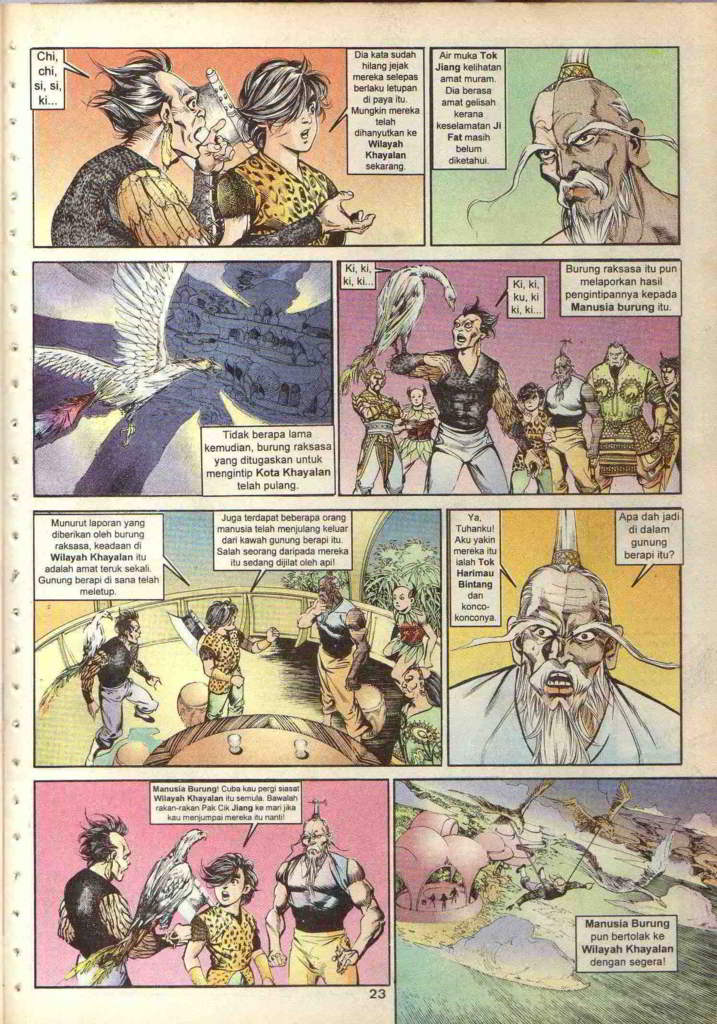 Chi,
chi,
si, si,
ki...
Dia kata sudah
hilang jejak
mereka selepas
berlaku letupan
di paya itu.
Mungkin mereka
telah
dihanyutkan ke
Wilayah
Khayalan
sekarang.
Air muka Tok
Jiang kelihatan
amat muram.
Dia berasa
amat gelisah
kerana
keselamatan Ji
Fat masih
belum
diketahui.
Tidak berapa lama
kemudian, burung raksasa
yang ditugaskan untuk
mengintip Kota Khayalan
telah pulang.
Ki, ki,
ki, ki...
Ki, ki,
ku, ki
ki, ki...
Burung raksasa itu pun
melaporkan hasil
pengintipannya kepada
Manusia burung itu.
Munurut laporan yang
diberikan oleh burung
raksasa, keadaan di
Wilayah Khayalan itu
adalah amat teruk sekali.
Gunung berapi di sana telah
meletup.
Juga terdapat beberapa orang
manusia telah menjulang keluar
dari kawah gunung berapi itu.
Salah seorang daripada mereka
itu sedang dijilat oleh api!
Ya,
Tuhanku!
Aku yakin
mereka itu
ialah Tok
Harimau
Bintang
dan
konco-
konconya.
Apa dah jadi
di dalam
gunung
berapi itu?
Manusia Burung! Cuba kau pergi siasat
Wilayah Khayalan itu semula. Bawalah
rakan-rakan Pak Cik Jiang ke mari jika
kau menjumpai mereka itu nanti!
Manusia Burung
pun bertolak ke
Wilayah Khayalan
dengan segera!
23